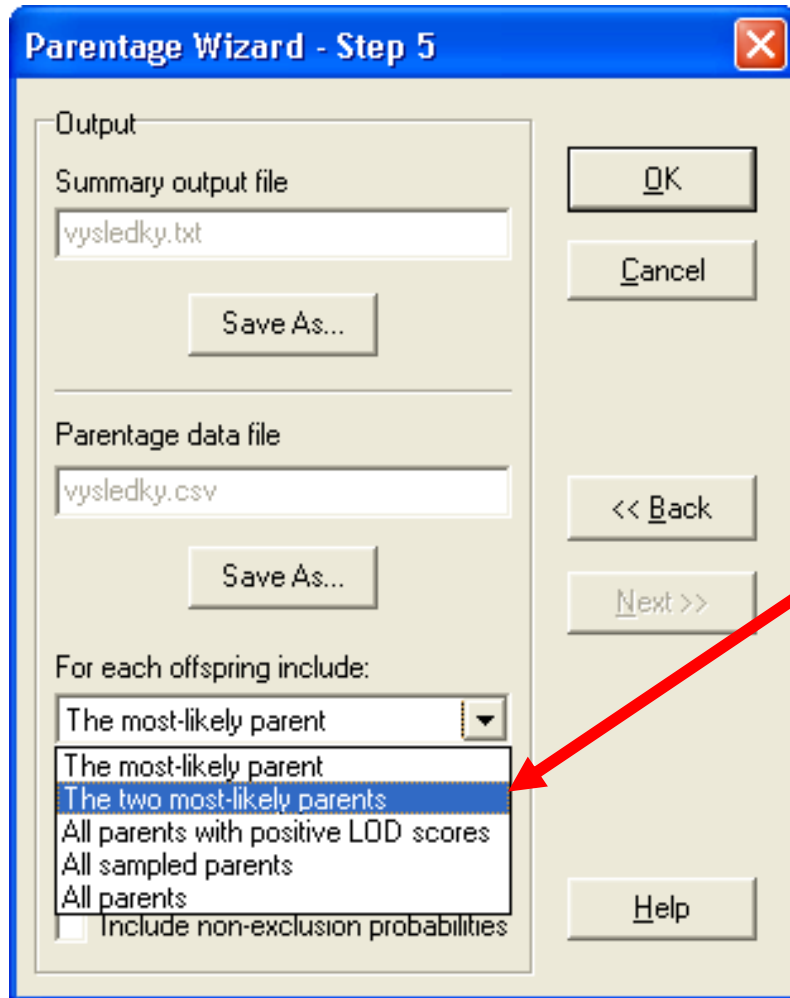 Parentage Wizard - Step 5
Output
Summary output file
vysledky.txt
Save As...
Parentage data file
vysledky.csv
Save As...
For each offspring include:
The most-likely parent
The most-likely parent
The two most-likely parents
All parents with positive LOD scores
All sampled parents
All parents
Include non-exclusion probabilities
OK
Cancel
<< Back
Next >>
Help